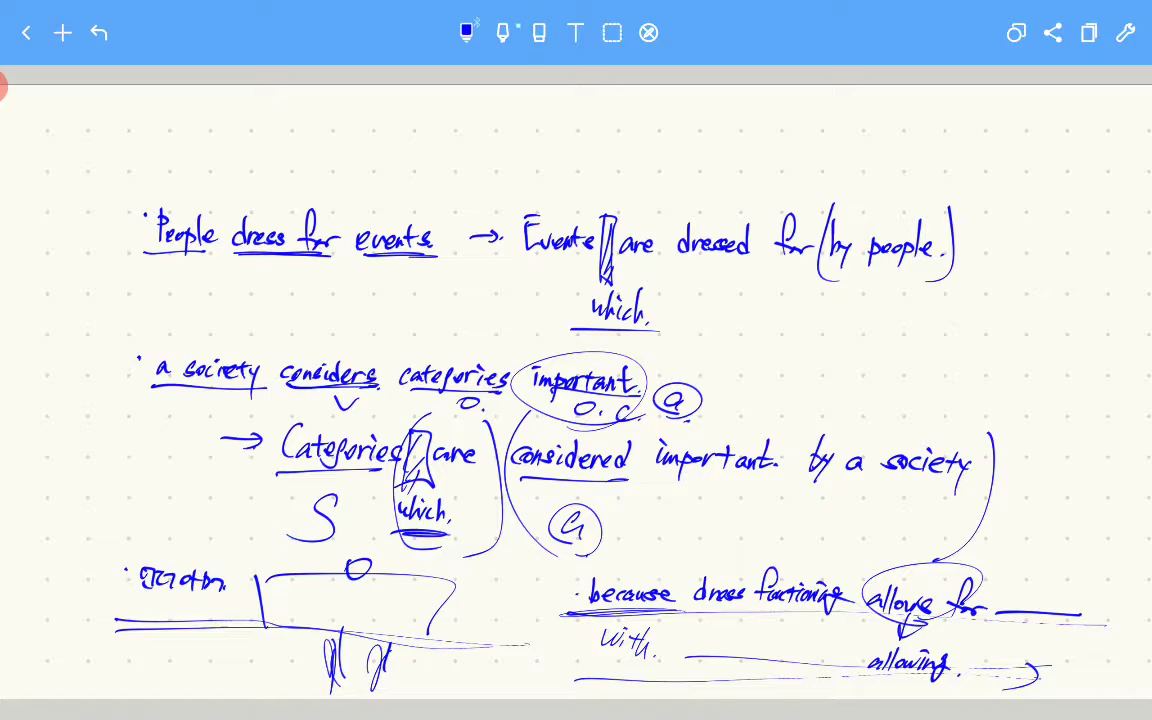 · People dress for events → Events are dressed for (by people.)
which.
· a society considers categories important.
V O. O.C a
→ Categories are considered important. by a society
S which. a
O
· because dress functioning allows for
with.
allowing.